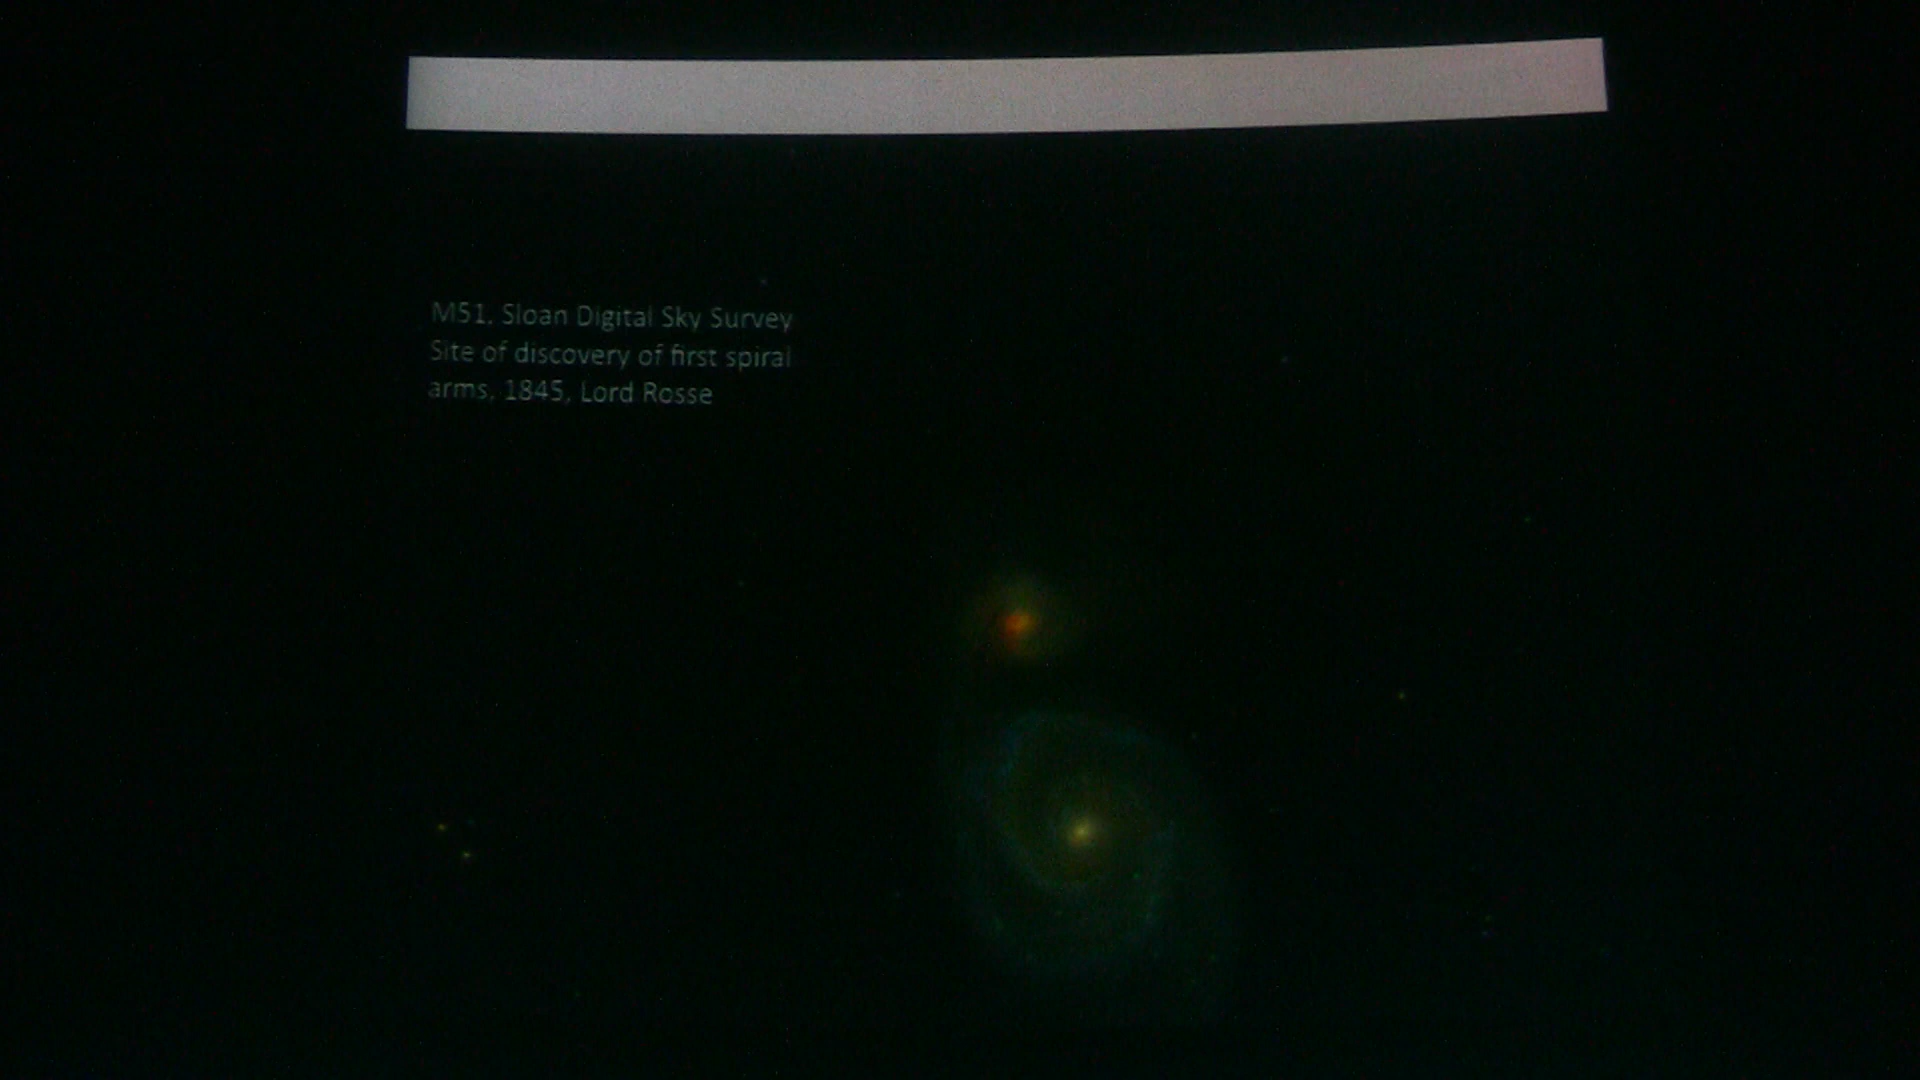 M51, Sloan Digital Sky Survey
Site of discovery of first spiral
arms, 1845, Lord Rosse